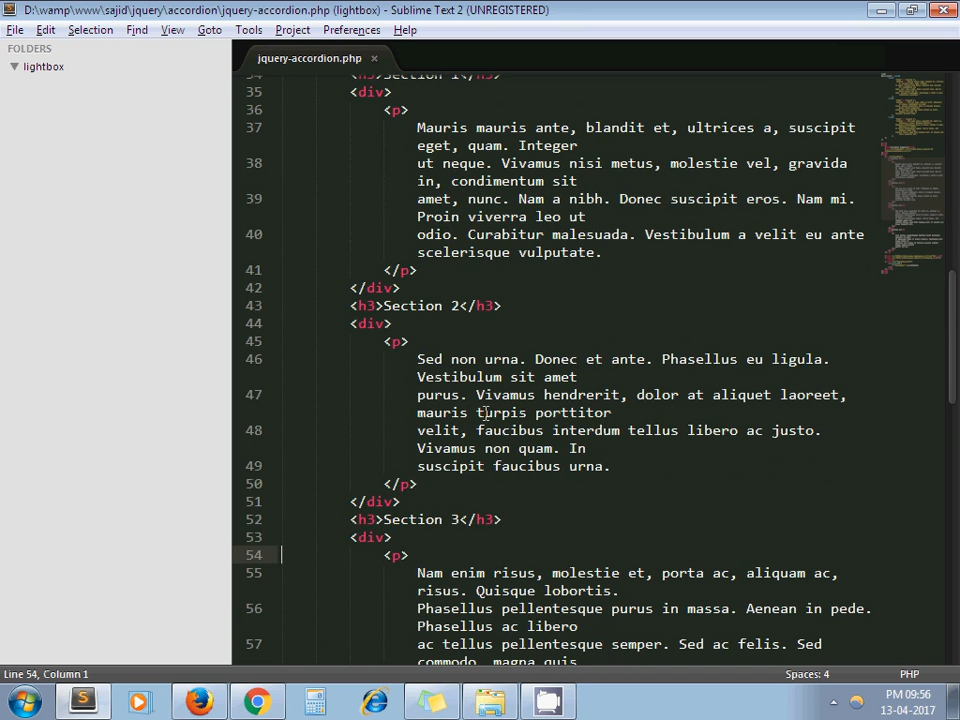 D:\wamp\www\sajid\jquery\accordion\jquery-accordion.php (lightbox) - Sublime Text 2 (UNREGISTERED)
File Edit Selection Find View Goto Tools Project Preferences Help
FOLDERS
lightbox
jquery-accordion.php
34 <h3>Section 1</h3>
35 <div>
36 <p>
37 Mauris mauris ante, blandit et, ultrices a, suscipit
eget, quam. Integer
38 ut neque. Vivamus nisi metus, molestie vel, gravida
in, condimentum sit
39 amet, nunc. Nam a nibh. Donec suscipit eros. Nam mi.
Proin viverra leo ut
40 odio. Curabitur malesuada. Vestibulum a velit eu ante
scelerisque vulputate.
41 </p>
42 </div>
43 <h3>Section 2</h3>
44 <div>
45 <p>
46 Sed non urna. Donec et ante. Phasellus eu ligula.
Vestibulum sit amet
47 purus. Vivamus hendrerit, dolor at aliquet laoreet,
mauris turpis porttitor
48 velit, faucibus interdum tellus libero ac justo.
Vivamus non quam. In
49 suscipit faucibus urna.
50 </p>
51 </div>
52 <h3>Section 3</h3>
53 <div>
54 <p>
55 Nam enim risus, molestie et, porta ac, aliquam ac,
risus. Quisque lobortis.
56 Phasellus pellentesque purus in massa. Aenean in pede.
Phasellus ac libero
57 ac tellus pellentesque semper. Sed ac felis. Sed
commodo, magna quis
Line 54, Column 1
Spaces: 4
PHP
PM 09:56
13-04-2017